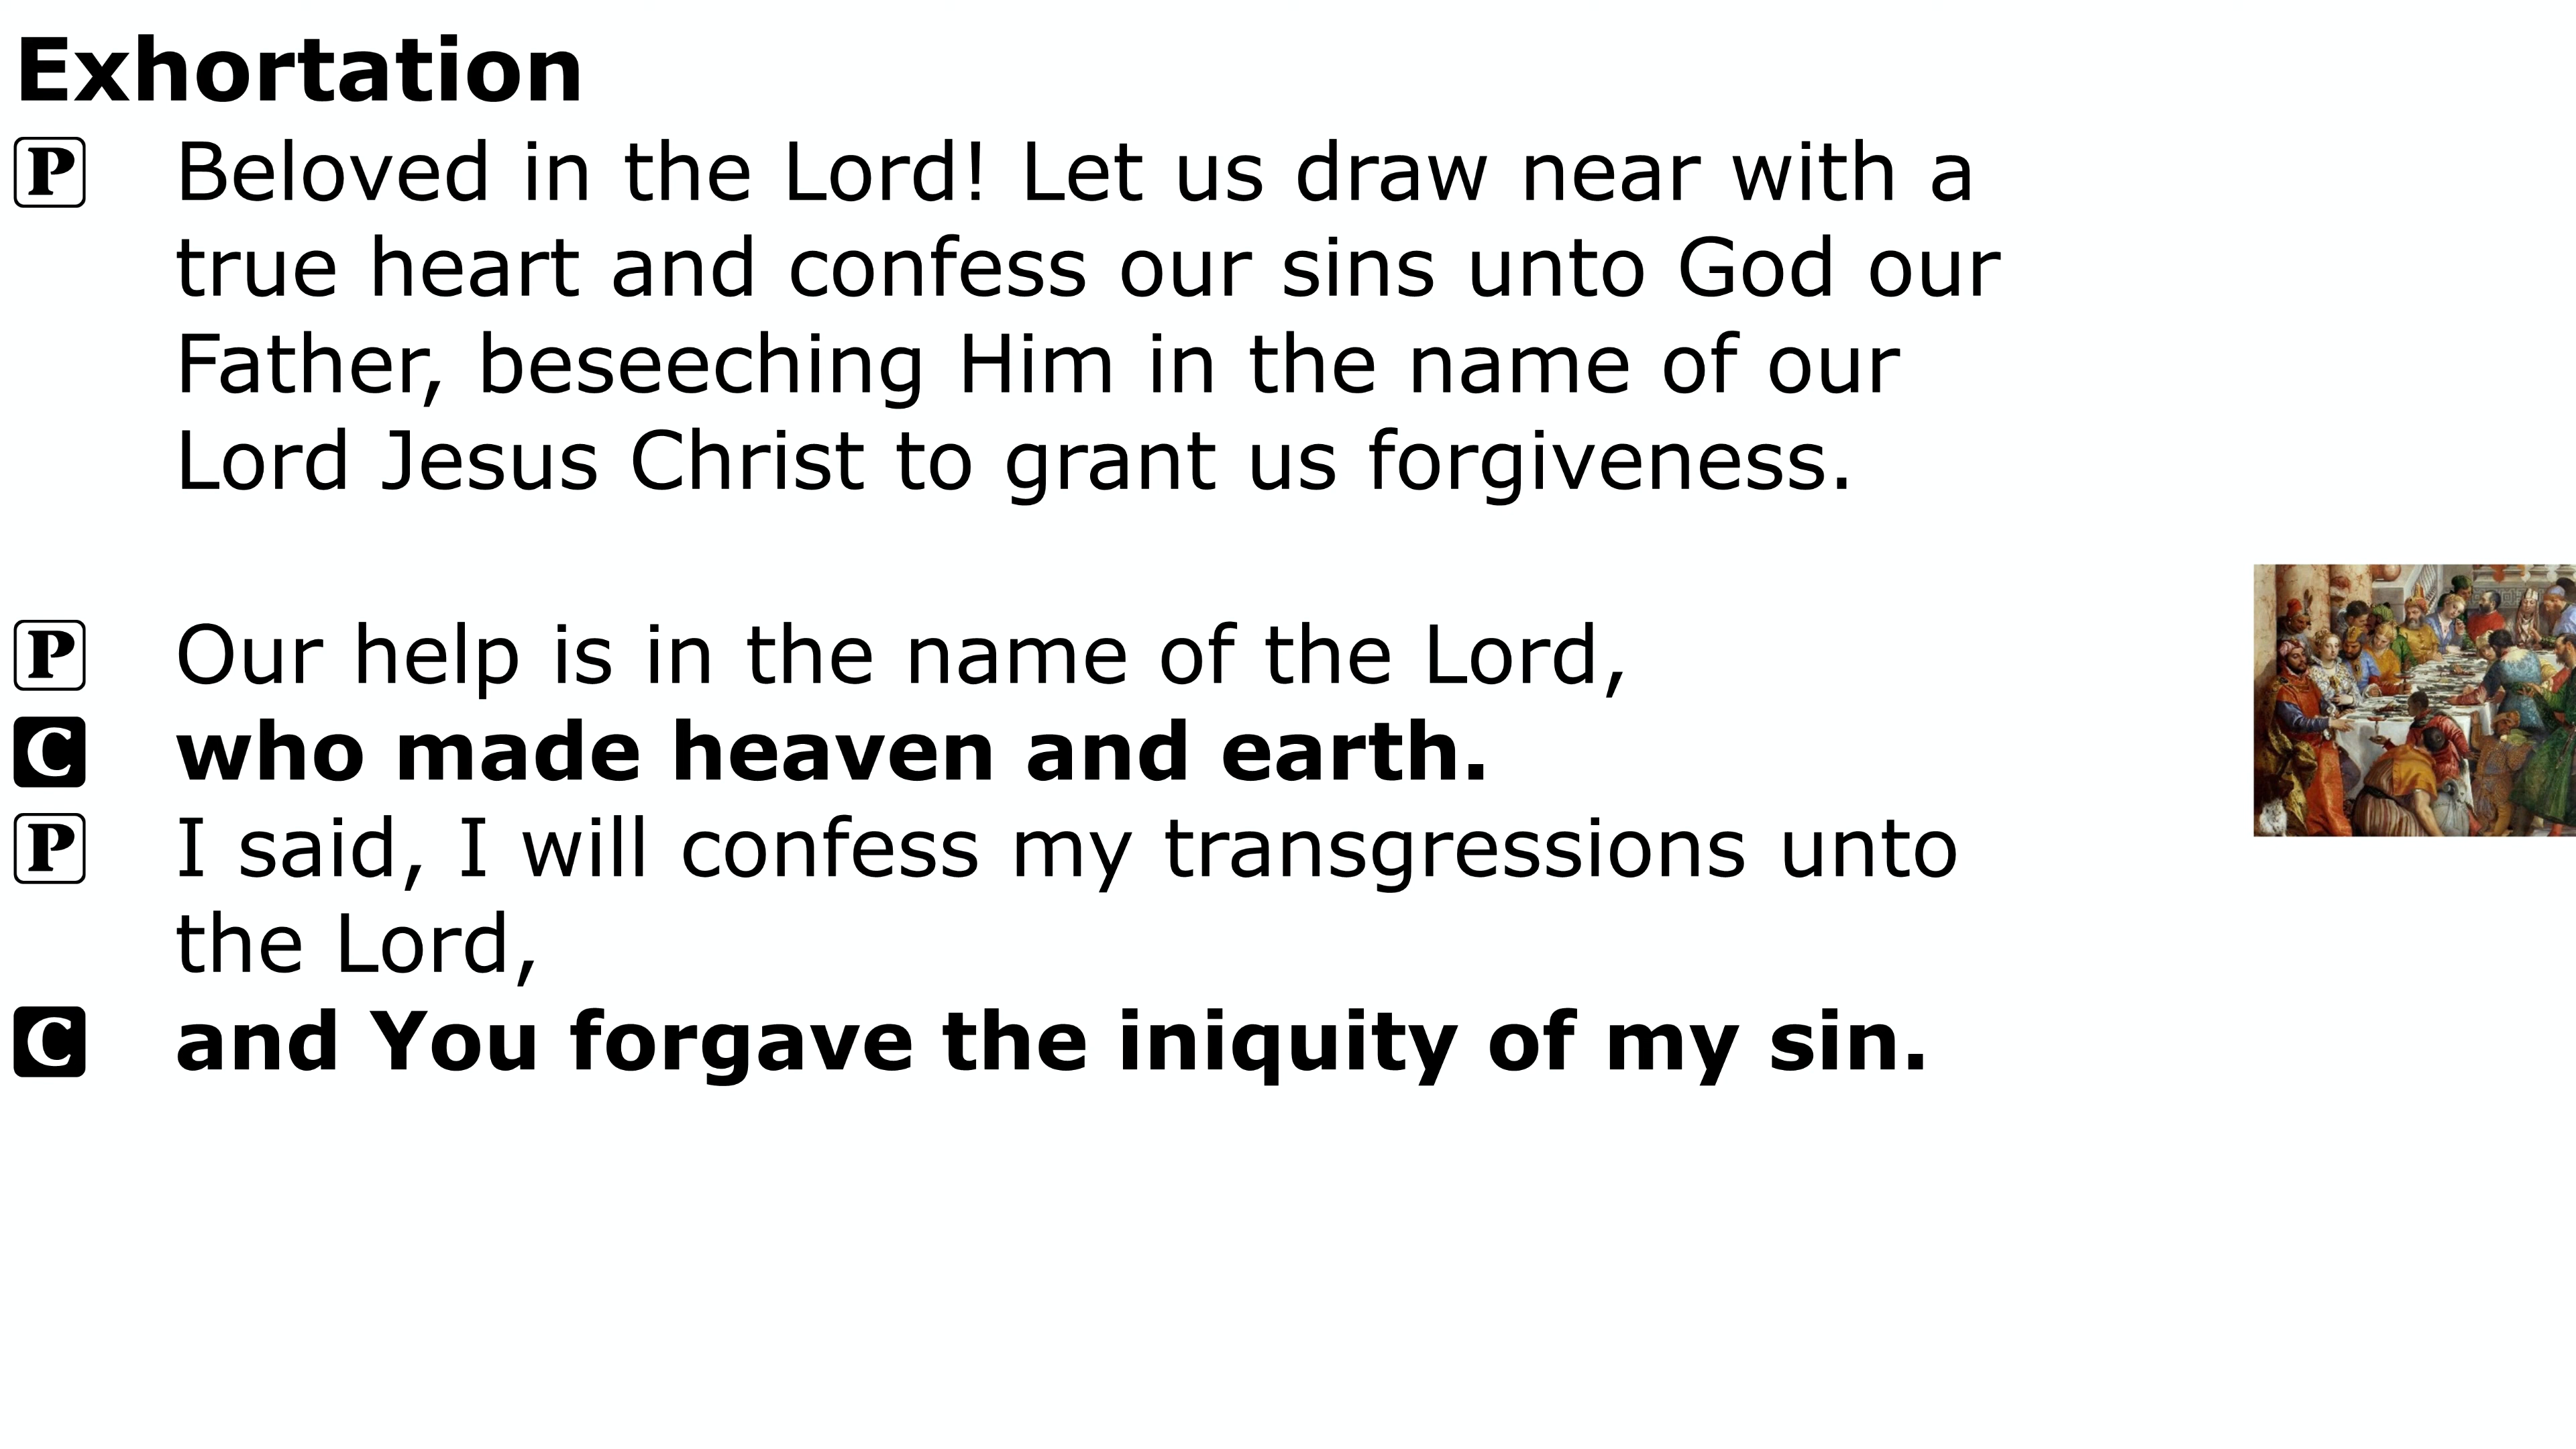 Exhortation
P Beloved in the Lord! Let us draw near with a
true heart and confess our sins unto God our
Father, beseeching Him in the name of our
Lord Jesus Christ to grant us forgiveness.
P Our help is in the name of the Lord,
C who made heaven and earth.
P I said, I will confess my transgressions unto
the Lord,
C and You forgave the iniquity of my sin.